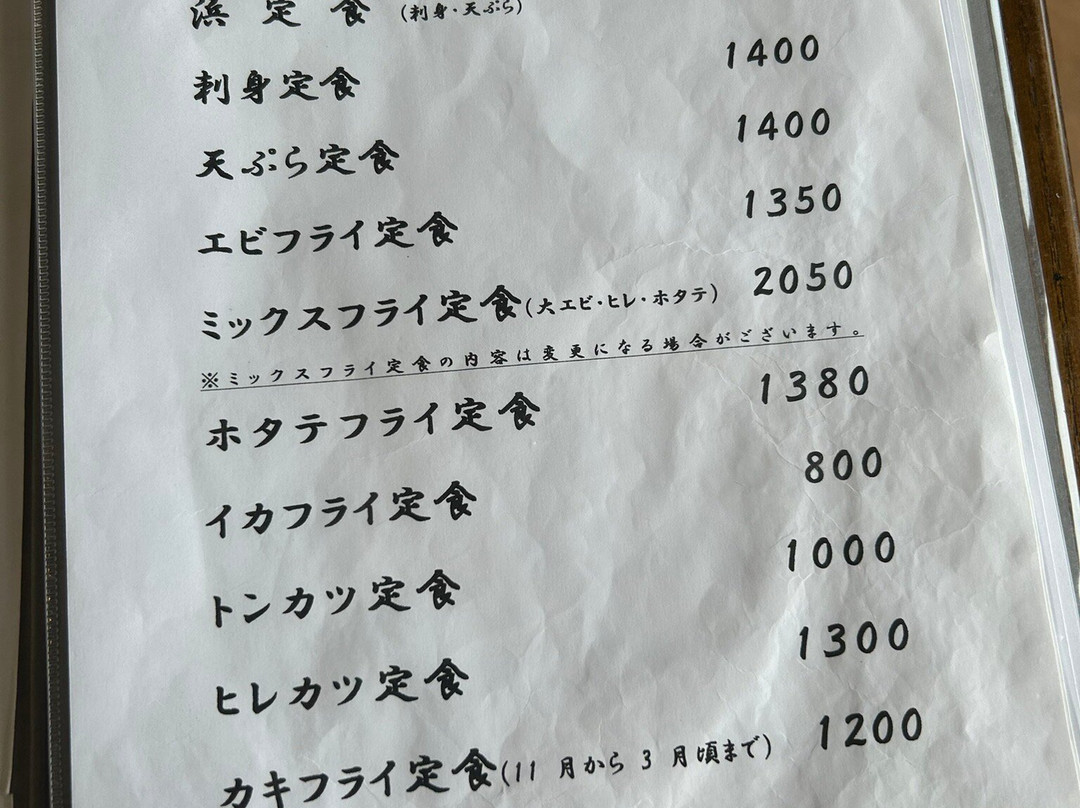 浜定食 (刺身・天ぷら)
刺身定食 1400
天ぷら定食 1400
エビフライ定食 1350
ミックスフライ定食(大エビ・ヒレ・ホタテ) 2050
※ミックスフライ定食の内容は変更になる場合がございます。
ホタテフライ定食 1380
イカフライ定食 800
トンカツ定食 1000
ヒレカツ定食 1300
カキフライ定食(11月から3月頃まで) 1200